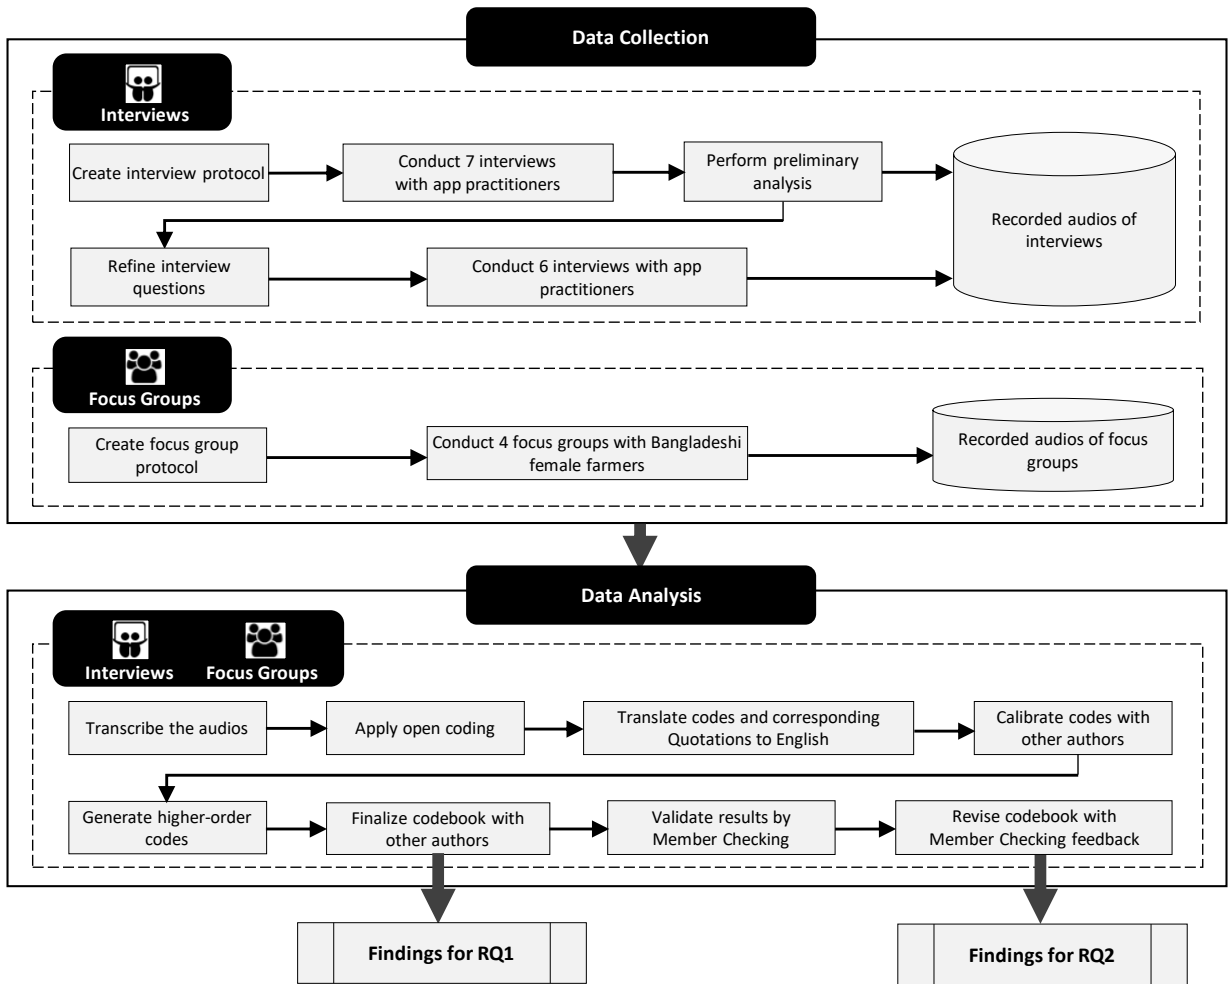 Data Collection
Interviews
Create interview protocol
Conduct 7 interviews
with app practitioners
Perform preliminary
analysis
Recorded audios of
interviews
Refine interview
questions
Conduct 6 interviews with app
practitioners
Focus Groups
Create focus group
protocol
Conduct 4 focus groups with Bangladeshi
female farmers
Recorded audios of focus
groups
Data Analysis
Interviews
Focus Groups
Transcribe the audios
Apply open coding
Translate codes and corresponding
Quotations to English
Calibrate codes with
other authors
Generate higher-order
codes
Finalize codebook with
other authors
Validate results by
Member Checking
Revise codebook with
Member Checking feedback
Findings for RQ1
Findings for RQ2